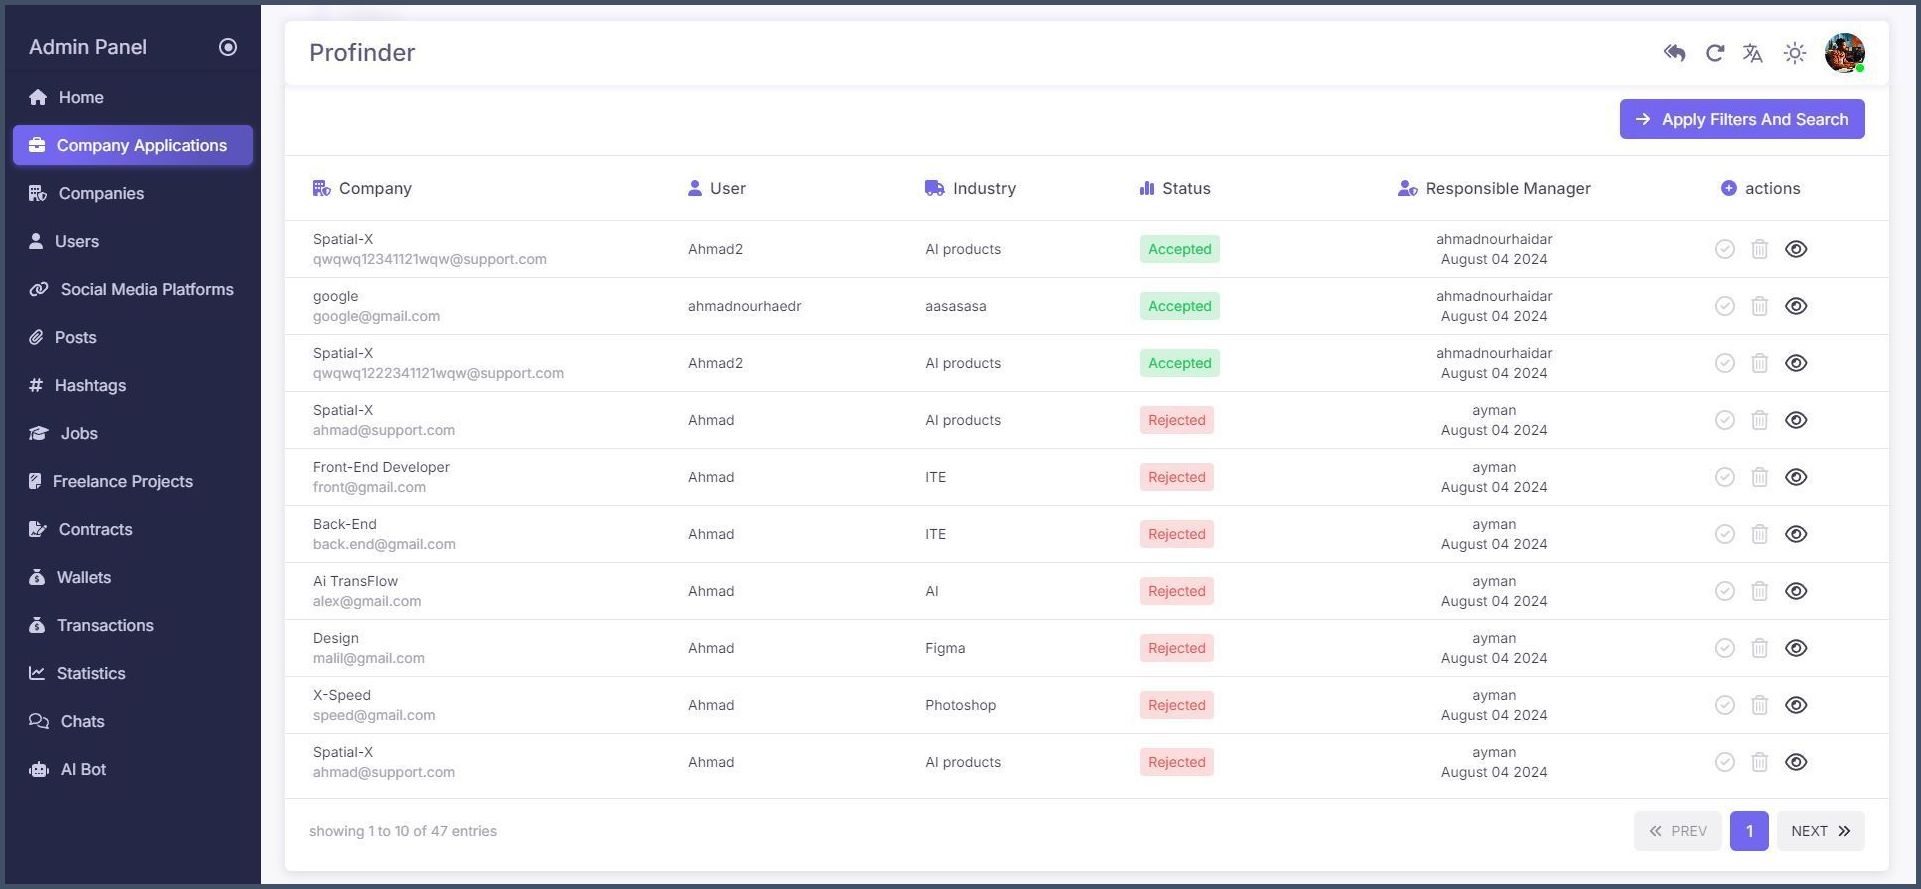 Admin Panel
Home
Company Applications
Companies
Users
Social Media Platforms
Posts
Hashtags
Jobs
Freelance Projects
Contracts
Wallets
Transactions
Statistics
Chats
AI Bot
Profinder
Apply Filters And Search
Company User Industry Status Responsible Manager actions
Spatial-X
qwqwq12341121wqw@support.com
Ahmad2
AI products
Accepted
ahmadnourhaidar
August 04 2024
google
google@gmail.com
ahmadnourhaedr
aasasasa
Accepted
ahmadnourhaidar
August 04 2024
Spatial-X
qwqwq1222341121wqw@support.com
Ahmad2
AI products
Accepted
ahmadnourhaidar
August 04 2024
Spatial-X
ahmad@support.com
Ahmad
AI products
Rejected
ayman
August 04 2024
Front-End Developer
front@gmail.com
Ahmad
ITE
Rejected
ayman
August 04 2024
Back-End
back.end@gmail.com
Ahmad
ITE
Rejected
ayman
August 04 2024
Ai TransFlow
alex@gmail.com
Ahmad
AI
Rejected
ayman
August 04 2024
Design
malil@gmail.com
Ahmad
Figma
Rejected
ayman
August 04 2024
X-Speed
speed@gmail.com
Ahmad
Photoshop
Rejected
ayman
August 04 2024
Spatial-X
ahmad@support.com
Ahmad
AI products
Rejected
ayman
August 04 2024
showing 1 to 10 of 47 entries
PREV 1 NEXT